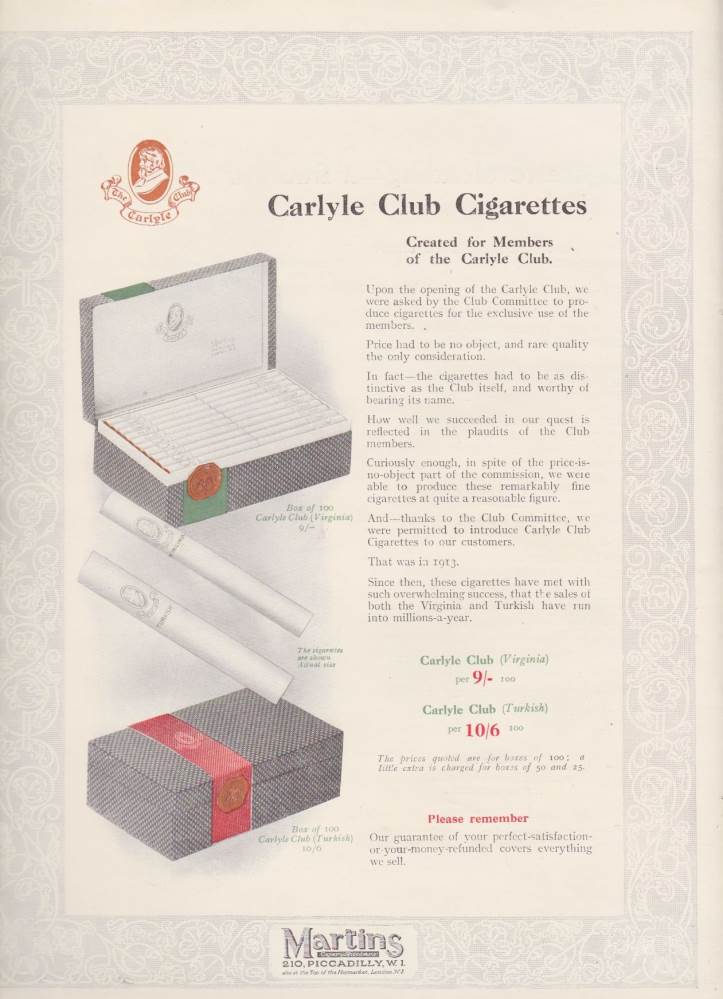 The Carlyle Club
Carlyle Club Cigarettes
Created for Members
of the Carlyle Club.
Upon the opening of the Carlyle Club, we
were asked by the Club Committee to pro-
duce cigarettes for the exclusive use of the
members.
Price had to be no object, and rare quality
the only consideration.
In fact—the cigarettes had to be as dis-
tinctive as the Club itself, and worthy of
bearing its name.
How well we succeeded in our quest is
reflected in the plaudits of the Club
members.
Curiously enough, in spite of the price-is-
no-object part of the commission, we were
able to produce these remarkably fine
cigarettes at quite a reasonable figure.
And—thanks to the Club Committee, we
were permitted to introduce Carlyle Club
Cigarettes to our customers.
That was in 1913.
Since then, these cigarettes have met with
such overwhelming success, that the sales of
both the Virginia and Turkish have run
into millions-a-year.
Box of 100
Carlyle Club (Virginia)
9/-
TURKISH
The cigarettes
are shown
Actual size
Carlyle Club (Virginia)
per 9/- 100
Carlyle Club (Turkish)
per 10/6 100
The prices quoted are for boxes of 100; a
little extra is charged for boxes of 50 and 25.
Box of 100
Carlyle Club (Turkish)
10/6
Please remember
Our guarantee of your perfect-satisfaction-
or-your-money-refunded covers everything
we sell.
Martins
210, PICCADILLY, W.1.
also at the Top of the Haymarket, London, W.1